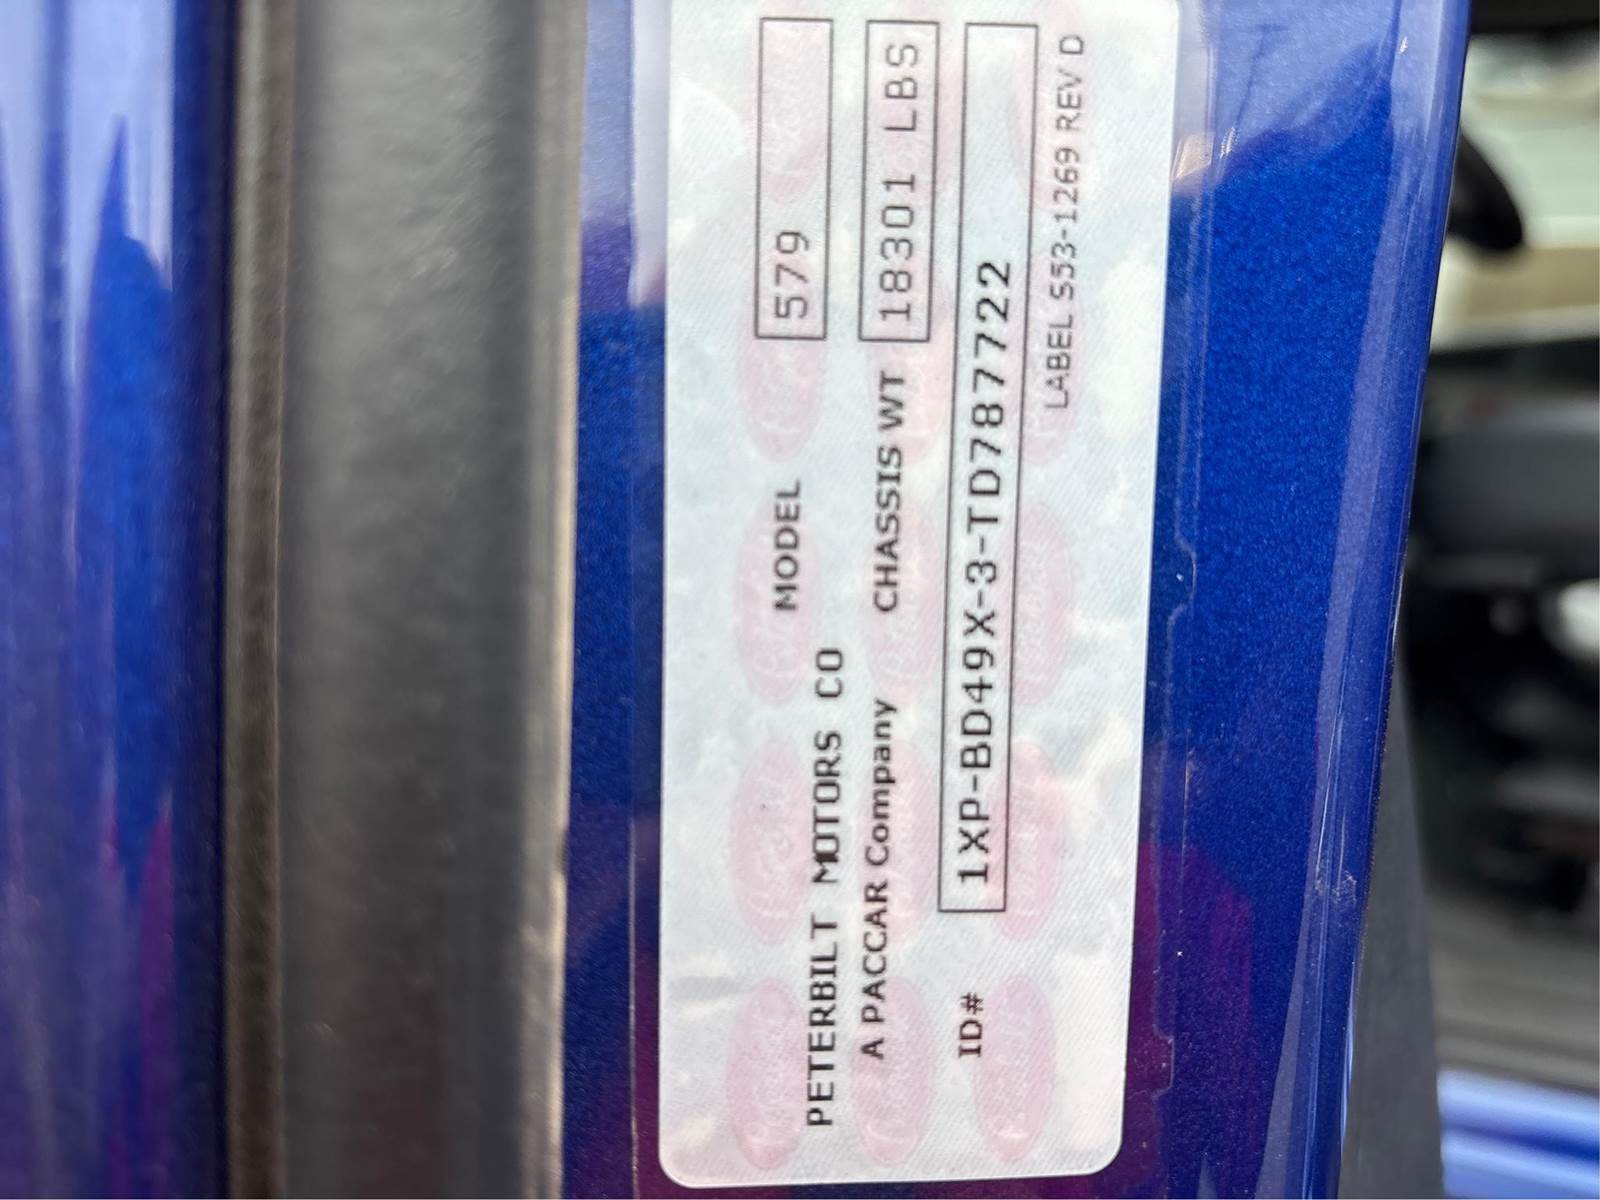 MODEL 579
PETERBILT MOTORS CO
A PACCAR Company CHASSIS WT 18301 LBS
ID# 1XP-BD49X-3-TD787722
LABEL S53-1269 REV D